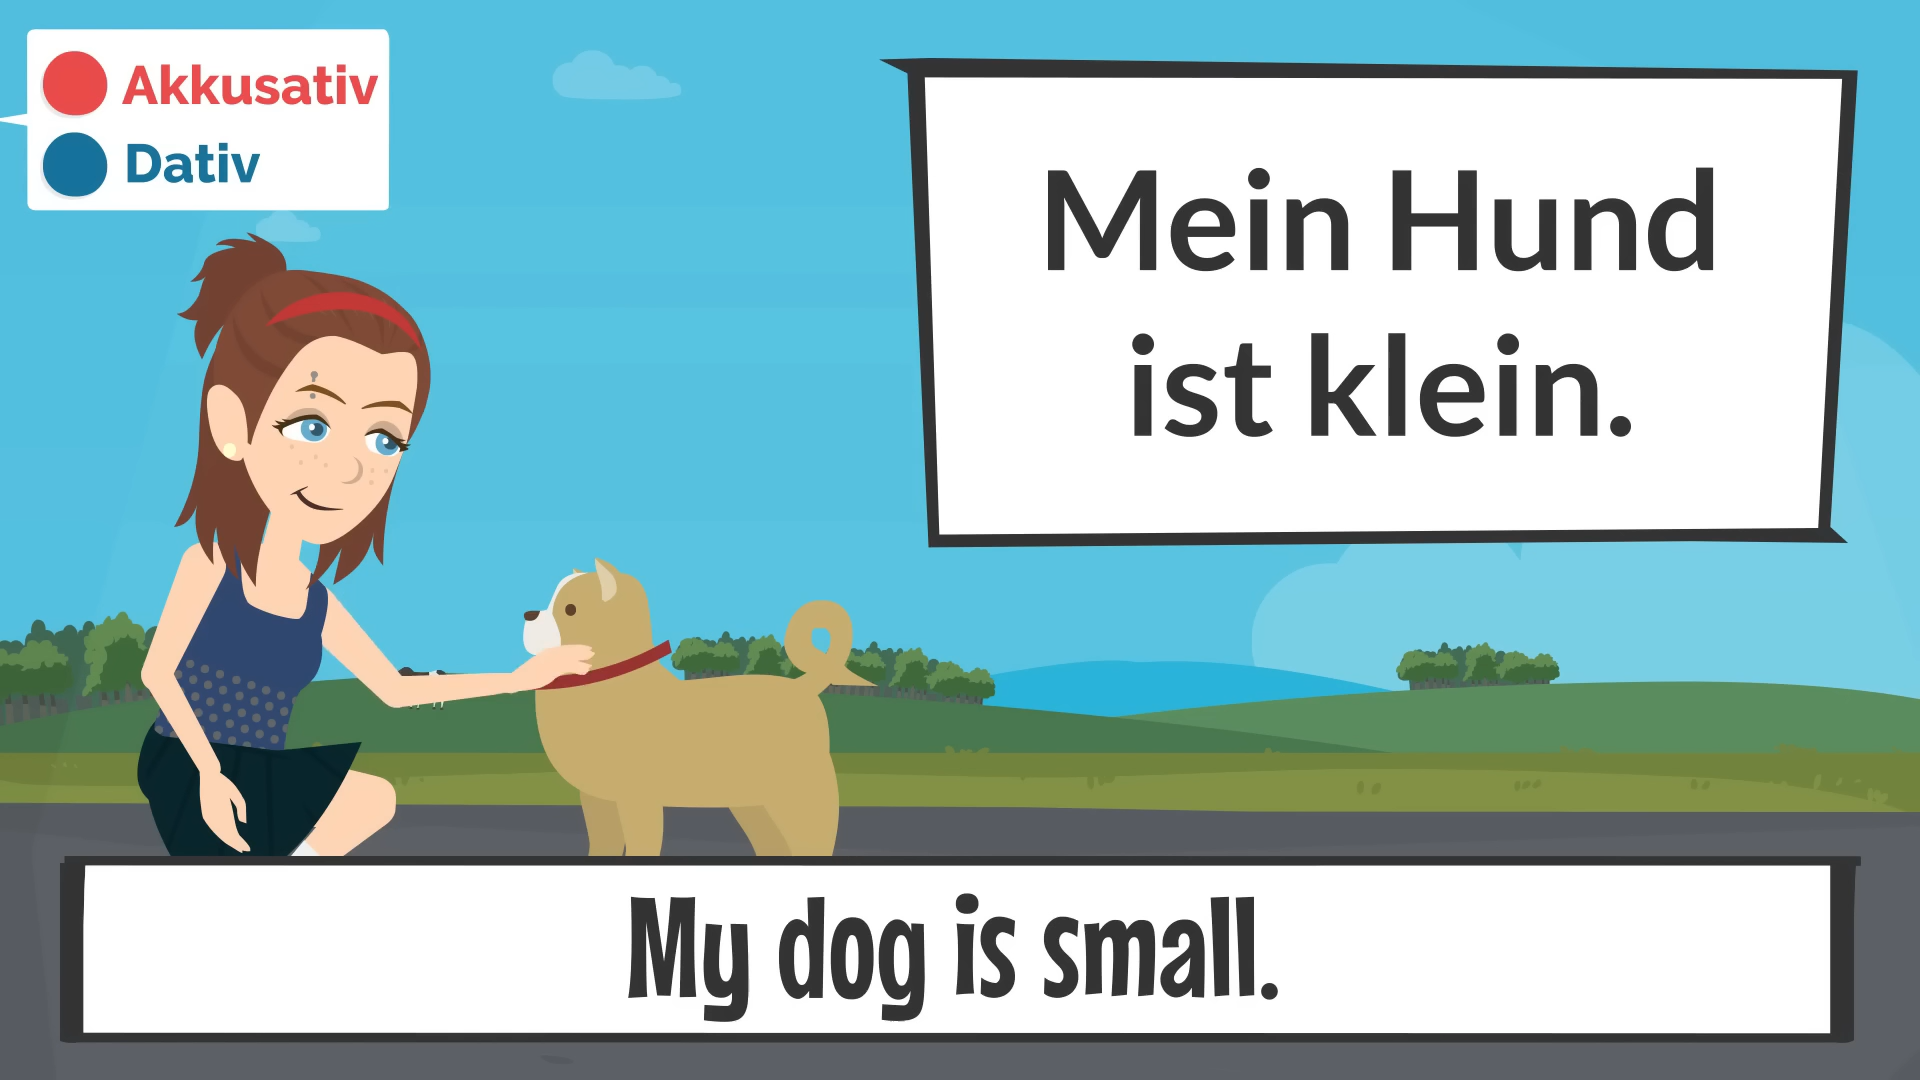 Akkusativ
Dativ
Mein Hund
ist klein.
My dog is small.